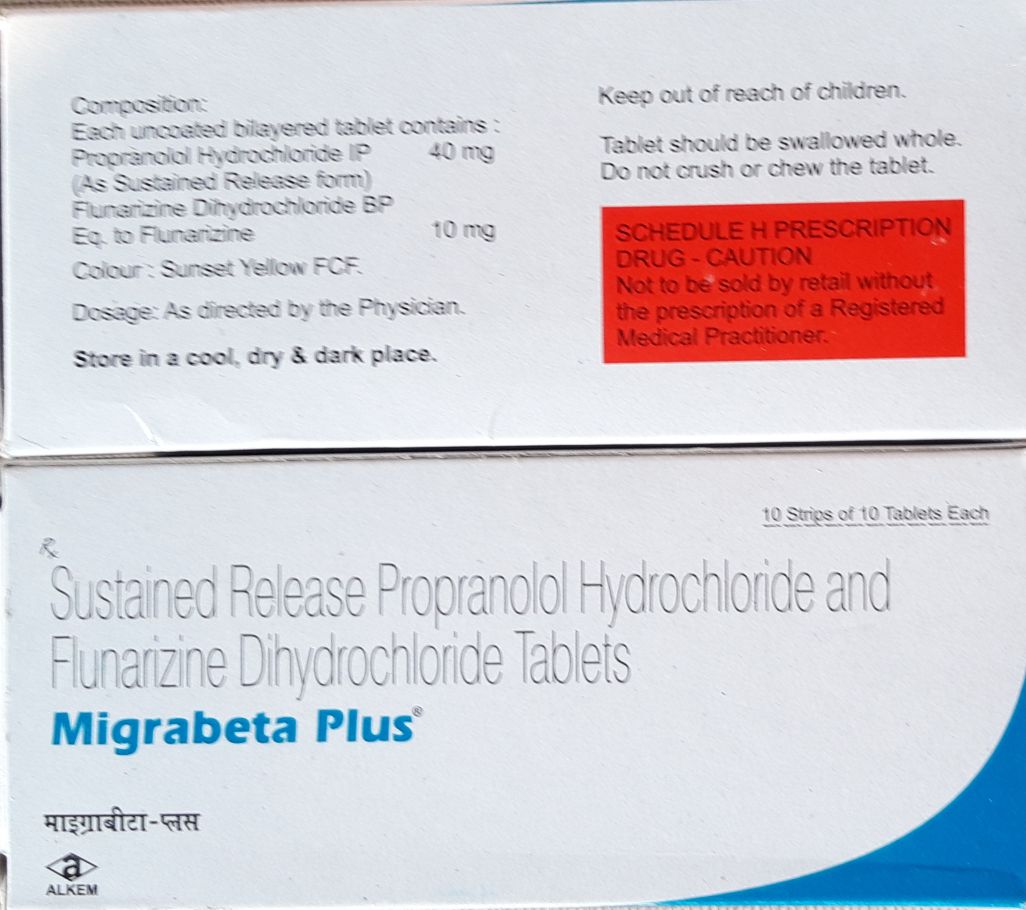 Composition:
Each uncoated bilayered tablet contains :
Propranolol Hydrochloride IP 40 mg
(As Sustained Release form)
Flunarizine Dihydrochloride BP
Eq. to Flunarizine 10 mg
Colour : Sunset Yellow FCF.
Dosage: As directed by the Physician.
Store in a cool, dry & dark place.
Keep out of reach of children.
Tablet should be swallowed whole.
Do not crush or chew the tablet.
SCHEDULE H PRESCRIPTION
DRUG - CAUTION
Not to be sold by retail without
the prescription of a Registered
Medical Practitioner.
10 Strips of 10 Tablets Each
Rx
Sustained Release Propranolol Hydrochloride and
Flunarizine Dihydrochloride Tablets
Migrabeta Plus®
माइग्राबीटा-प्लस
a
ALKEM